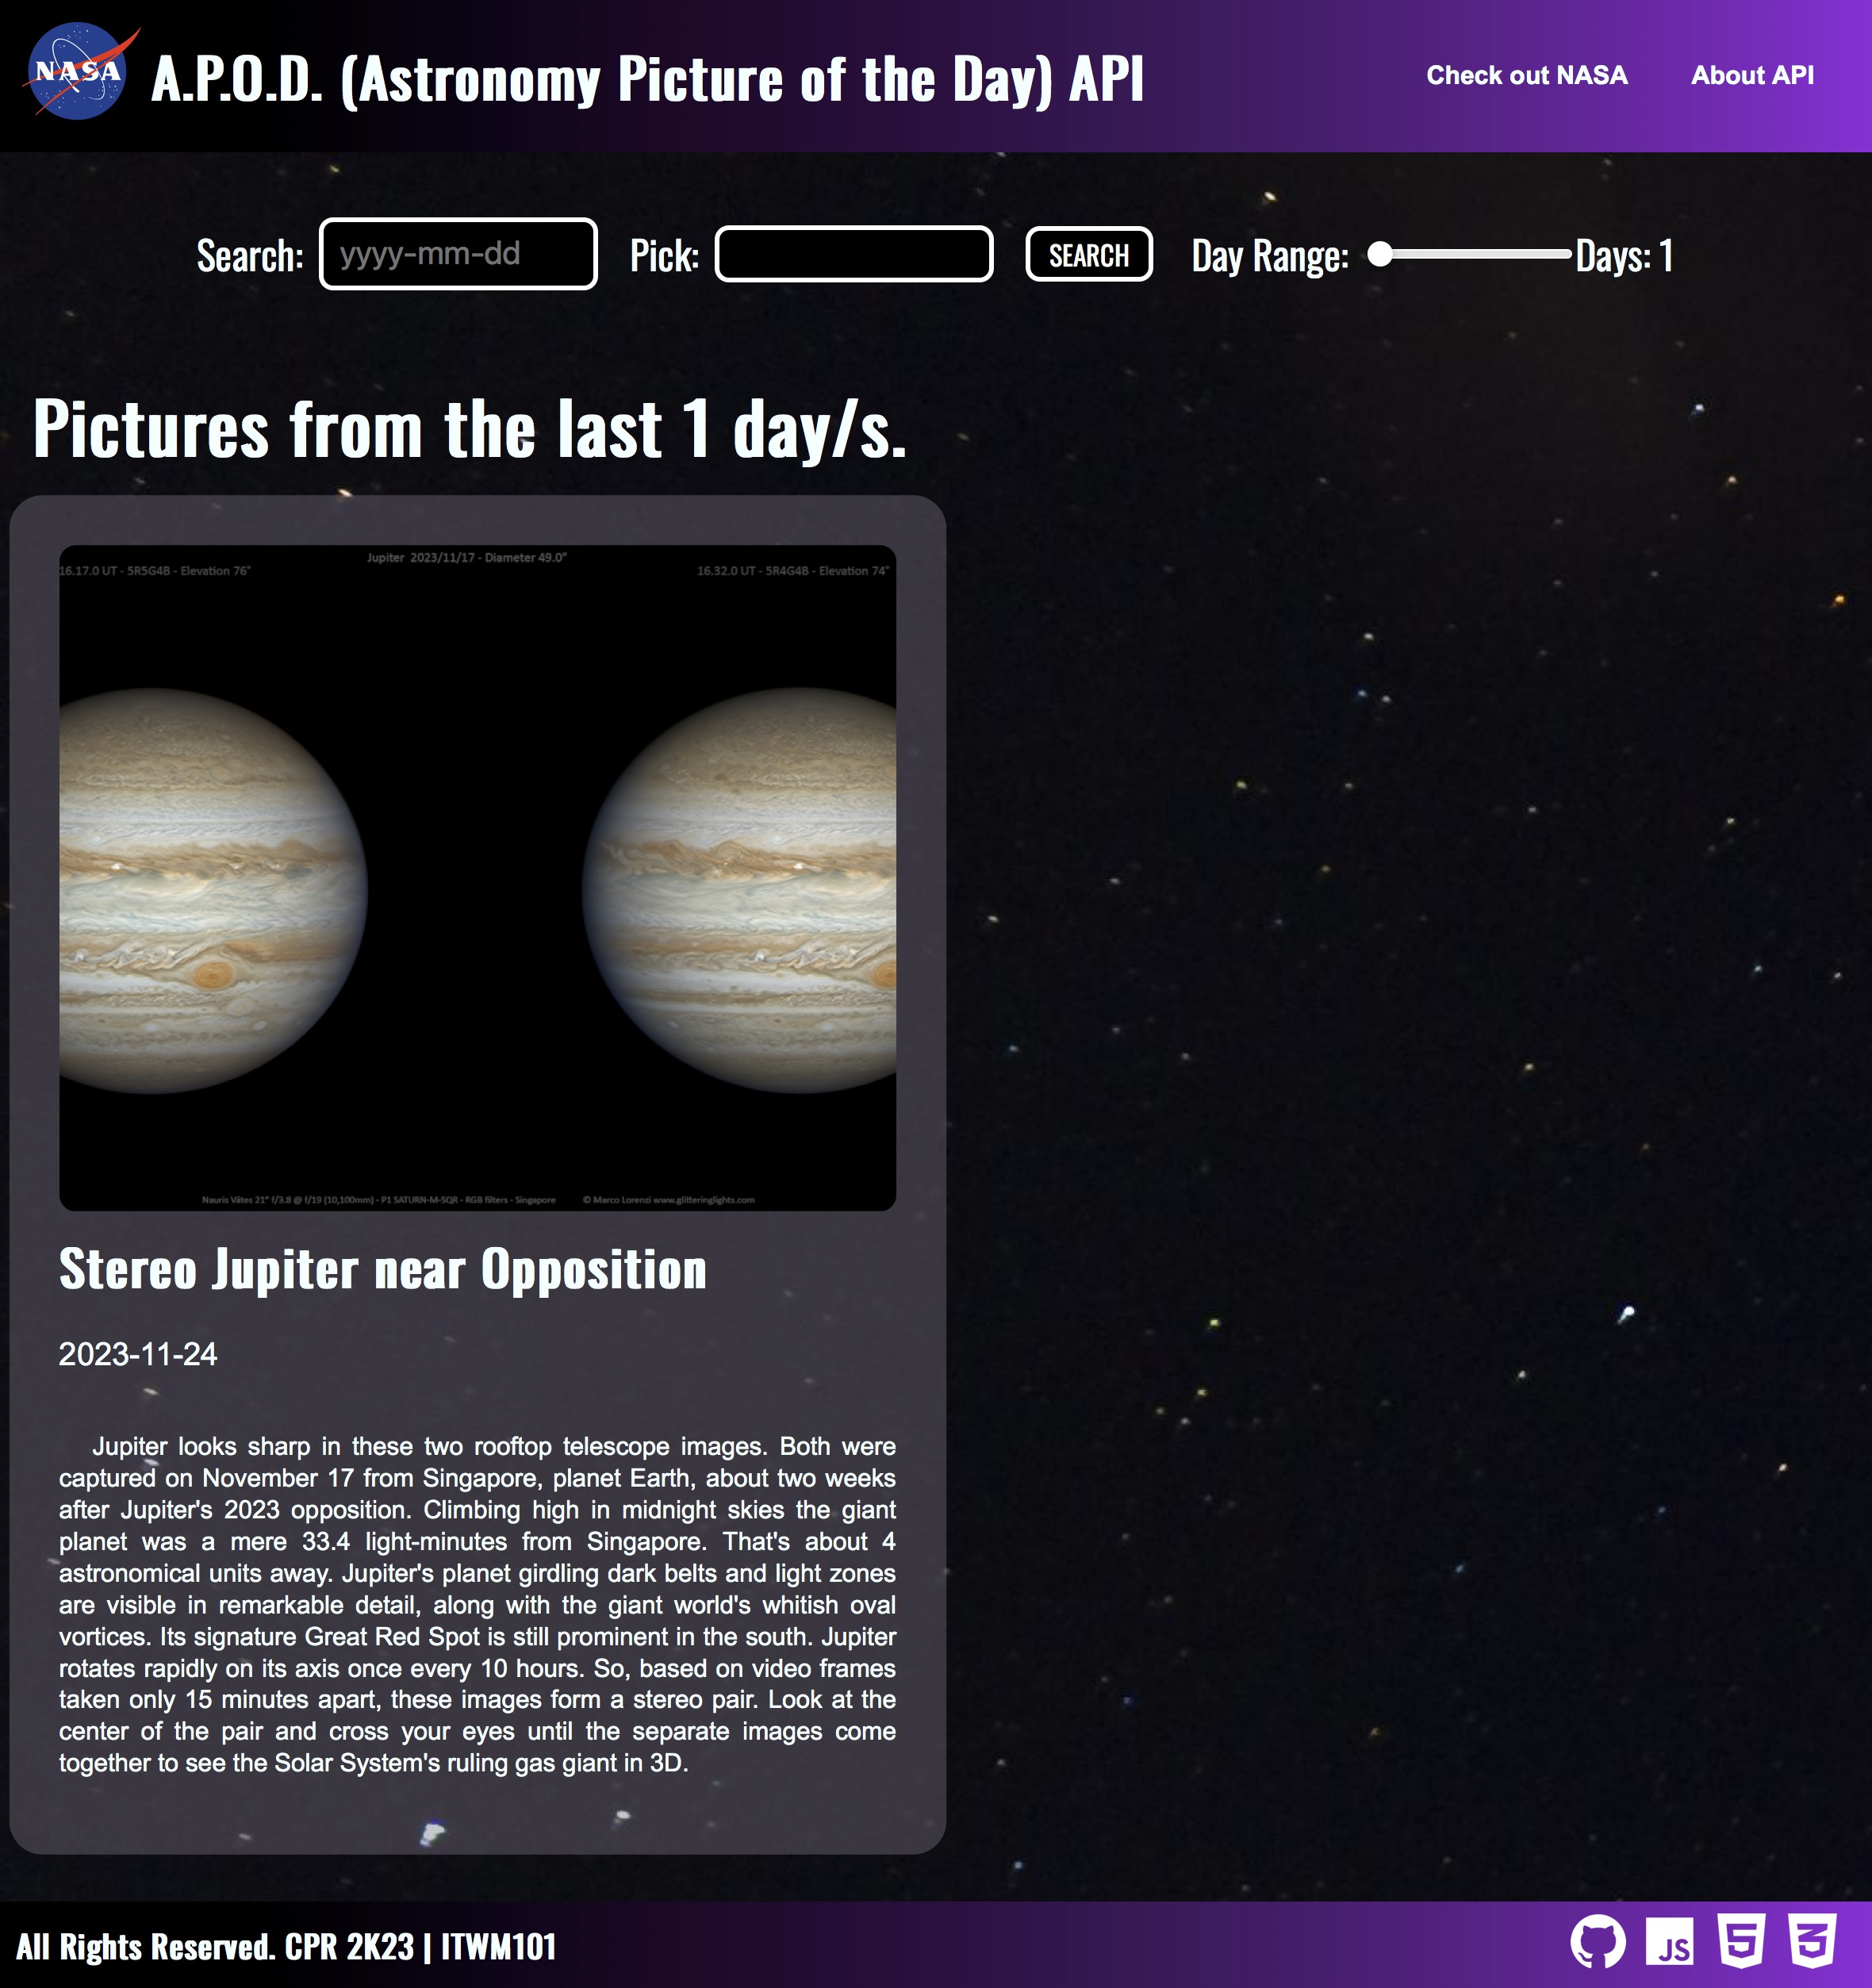 NASA
A.P.O.D. (Astronomy Picture of the Day) API
Check out NASA
About API
Search: yyyy-mm-dd
Pick:
SEARCH
Day Range:
Days: 1
Pictures from the last 1 day/s.
Jupiter 2023/11/17 - Diameter 49.0"
16.17.0 UT - 5R5G4B - Elevation 76°
16.32.0 UT - 5R4G4B - Elevation 74°
Nauris Vätes 21" f/3.8 @ f/19 (10,100mm) - P1 SATURN-M-SQR - RGB filters - Singapore
© Marco Lorenzi www.glitteringlights.com
Stereo Jupiter near Opposition
2023-11-24
Jupiter looks sharp in these two rooftop telescope images. Both were
captured on November 17 from Singapore, planet Earth, about two weeks
after Jupiter's 2023 opposition. Climbing high in midnight skies the giant
planet was a mere 33.4 light-minutes from Singapore. That's about 4
astronomical units away. Jupiter's planet girdling dark belts and light zones
are visible in remarkable detail, along with the giant world's whitish oval
vortices. Its signature Great Red Spot is still prominent in the south. Jupiter
rotates rapidly on its axis once every 10 hours. So, based on video frames
taken only 15 minutes apart, these images form a stereo pair. Look at the
center of the pair and cross your eyes until the separate images come
together to see the Solar System's ruling gas giant in 3D.
All Rights Reserved. CPR 2K23 | ITWM101
JS
5
3